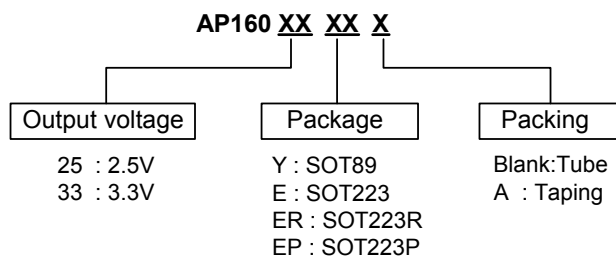 AP160 XX XX X
Output voltage
Package
Packing
25 : 2.5V
33 : 3.3V
Y : SOT89
E : SOT223
ER : SOT223R
EP : SOT223P
Blank:Tube
A : Taping